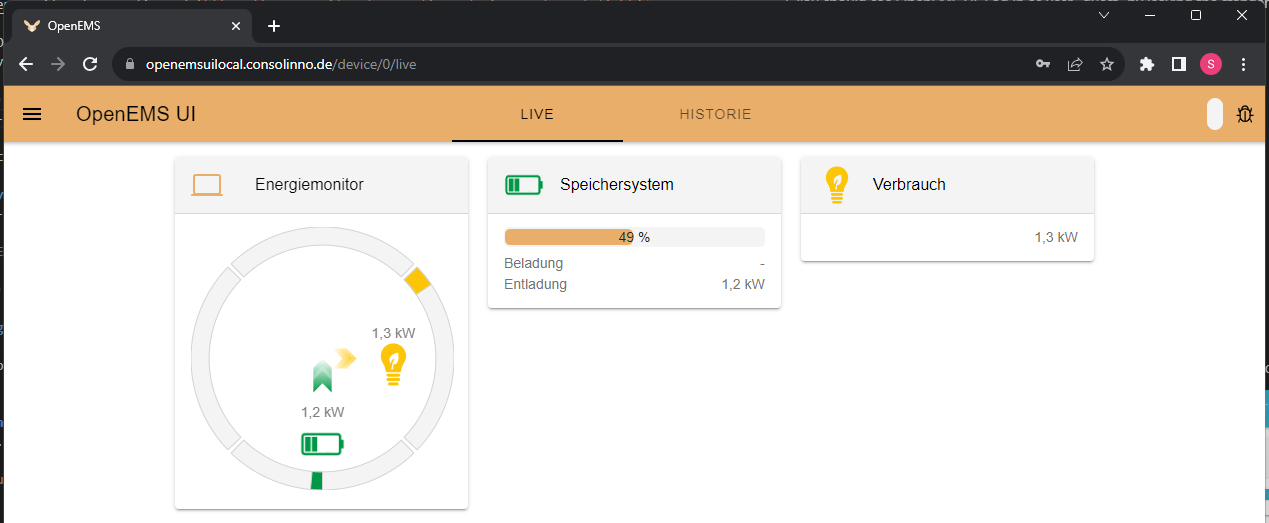 OpenEMS
openemsuilocal.consolinno.de/device/0/live
S
OpenEMS UI
LIVE
HISTORIE
Energiemonitor
1,3 kW
1,2 kW
Speichersystem
49 %
Beladung -
Entladung 1,2 kW
Verbrauch
1,3 kW